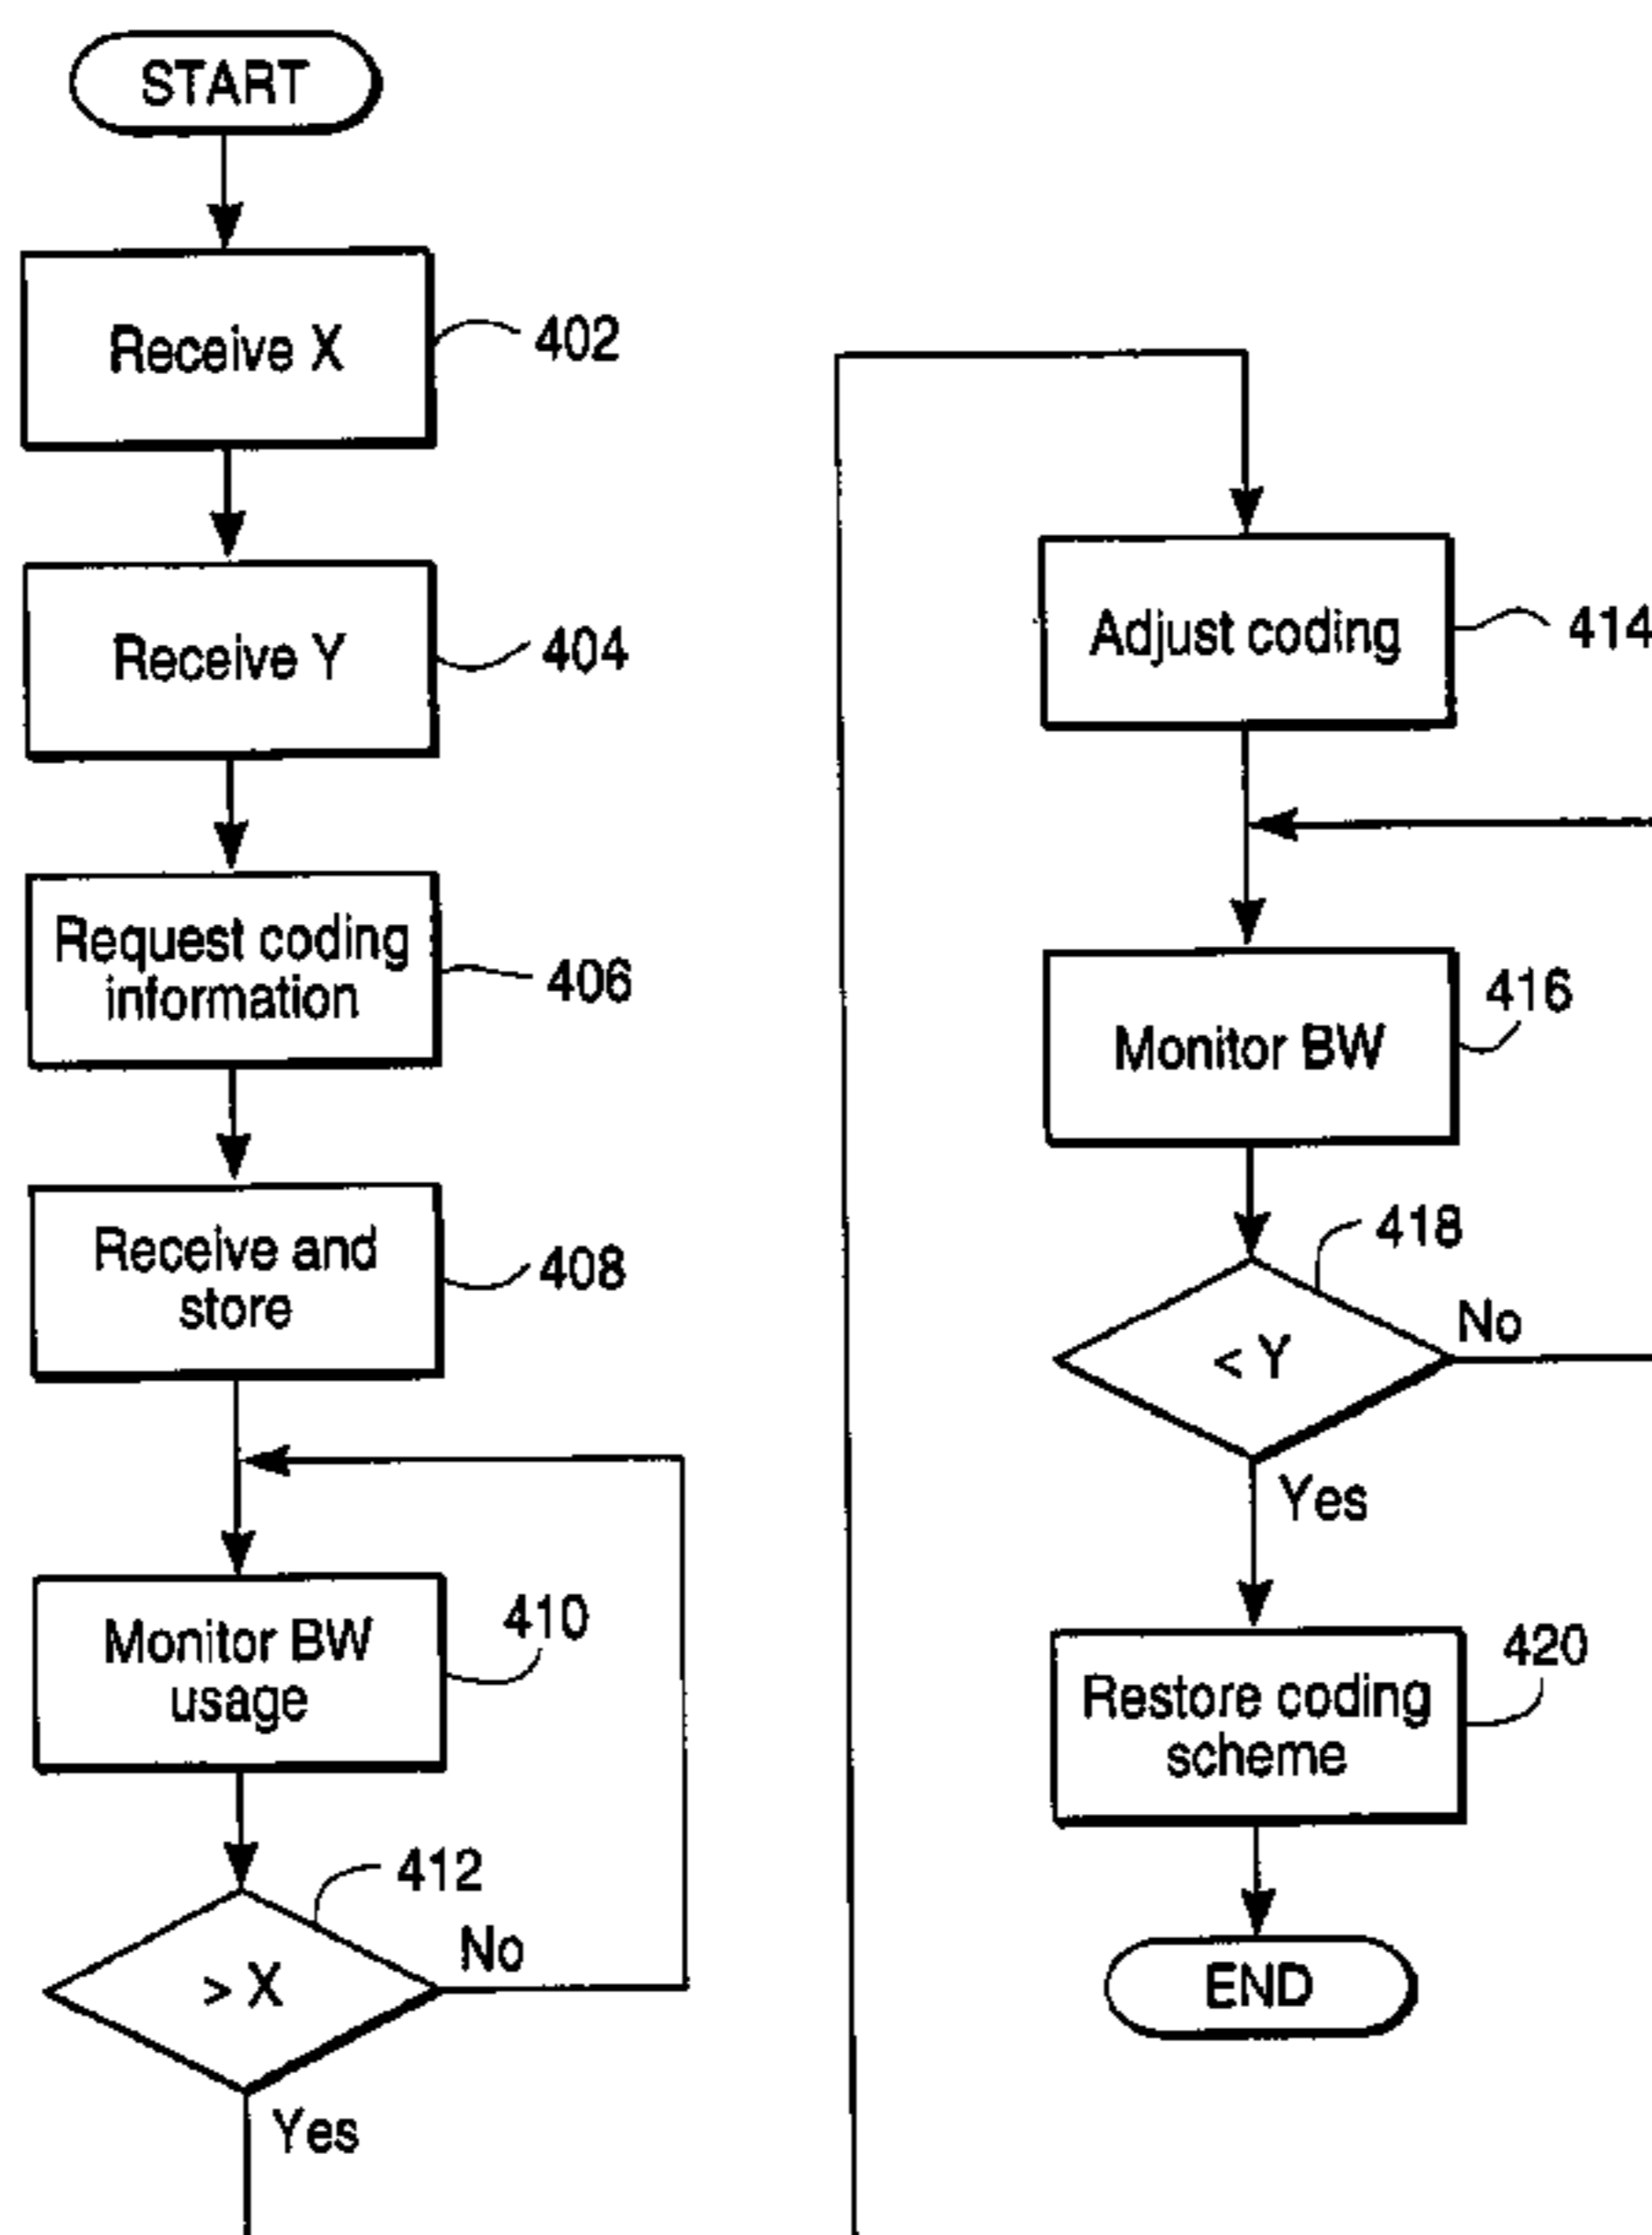 START
Receive X
402
Receive Y
404
Request coding
information
406
Receive and
store
408
Monitor BW
usage
410
412
> X
No
Yes
Adjust coding
414
Monitor BW
416
418
< Y
No
Yes
Restore coding
scheme
420
END